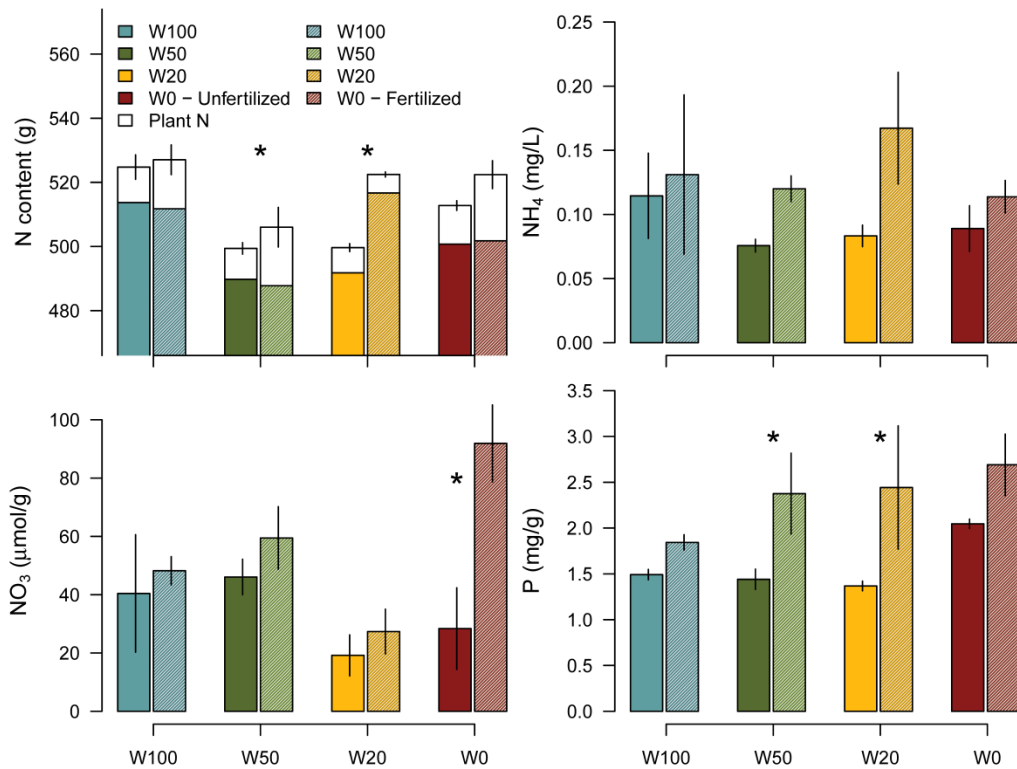 560
540
520
500
480
N content (g)
W100 W100
W50 W50
W20 W20
W0 − Unfertilized W0 − Fertilized
Plant N
* *
0.25
0.20
0.15
0.10
0.05
0.00
NH₄ (mg/L)
100
80
60
40
20
0
NO₃ (μmol/g)
*
W100 W50 W20 W0
3.5
3.0
2.5
2.0
1.5
1.0
0.5
0.0
P (mg/g)
* *
W100 W50 W20 W0